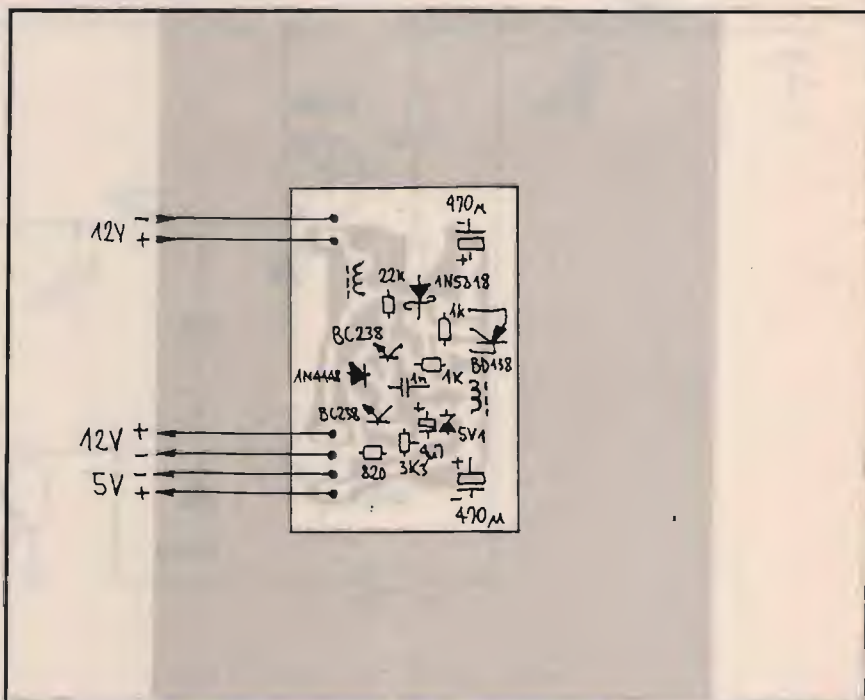 470µ
-
12V -
+
+
22K
1N5818
1k
BC238
BD138
1N4148
1n
1K
BC238
+
5V1
12V +
-
4µ7
+
820
3K3
5V -
+
-
470µ